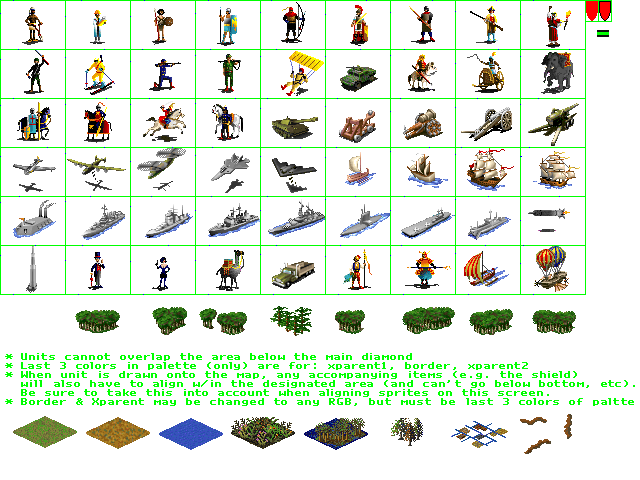 * Units cannot overlap the area below the main diamond
* Last 3 colors in palette (only) are for: xparent1, border, xparent2
* When unit is drawn onto the map, any accompanying items (e.g. the shield)
will also have to align w/in the designated area (and can't go below bottom, etc).
Be sure to take this into account when aligning sprites on this screen.
* Border & Xparent may be changed to any RGB, but must be last 3 colors of paltte